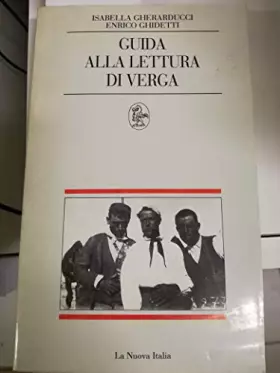 ISABELLA GHERARDUCCI
ENRICO GHIDETTI
GUIDA
ALLA LETTURA
DI VERGA
La Nuova Italia